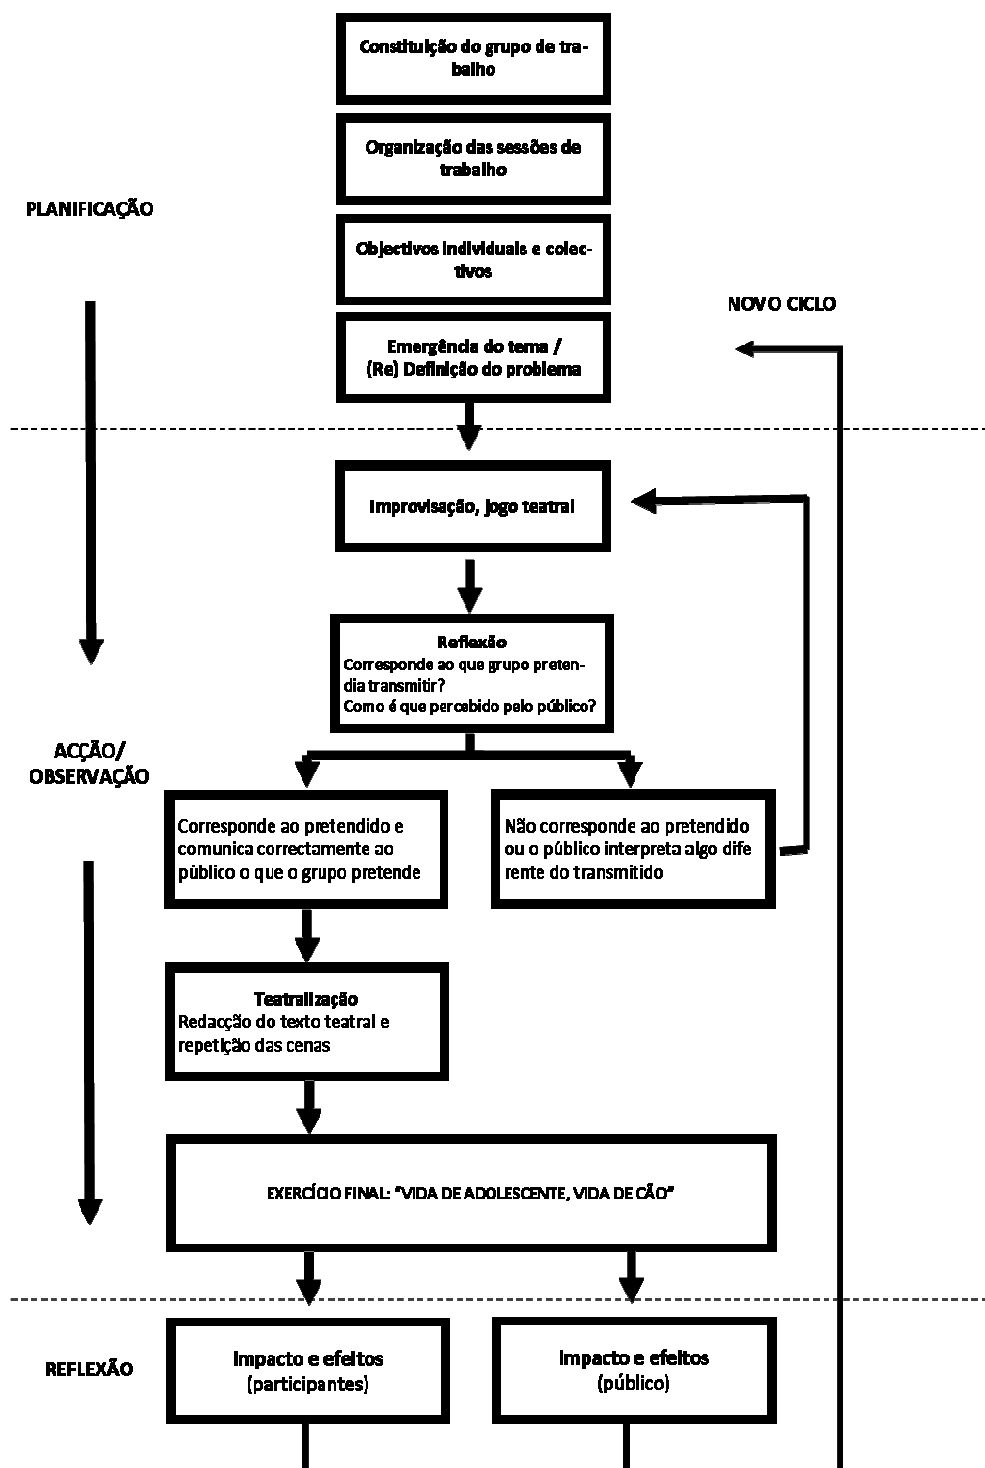 Constituição do grupo de tra-
balho
Organização das sessões de
trabalho
PLANIFICAÇÃO
Objectivos individuais e colec-
tivos
NOVO CICLO
Emergência do tema /
(Re) Definição do problema
Improvisação, jogo teatral
Reflexão
Corresponde ao que grupo preten-
dia transmitir?
Como é que percebido pelo público?
ACÇÃO/
OBSERVAÇÃO
Corresponde ao pretendido e
comunica correctamente ao
público o que o grupo pretende
Não corresponde ao pretendido
ou o público interpreta algo dife
rente do transmitido
Teatralização
Redacção do texto teatral e
repetição das cenas
EXERCÍCIO FINAL: “VIDA DE ADOLESCENTE, VIDA DE CÃO”
REFLEXÃO
Impacto e efeitos
(participantes)
Impacto e efeitos
(público)